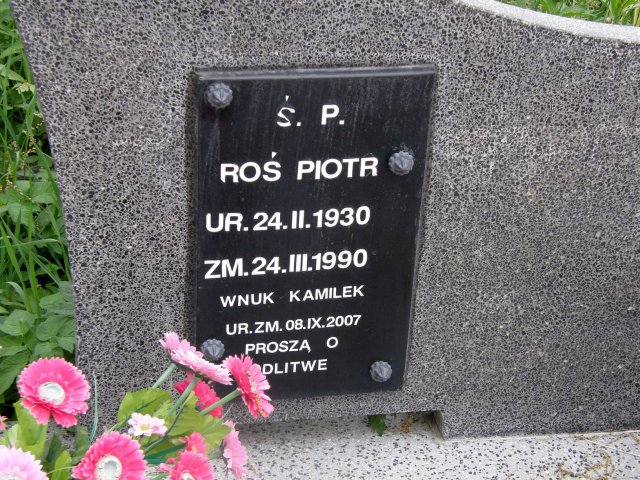 Ś. P.
ROŚ PIOTR
UR. 24.II.1930
ZM. 24.III.1990
WNUK KAMILEK
UR. ZM. 08.IX.2007
PROSZĄ O